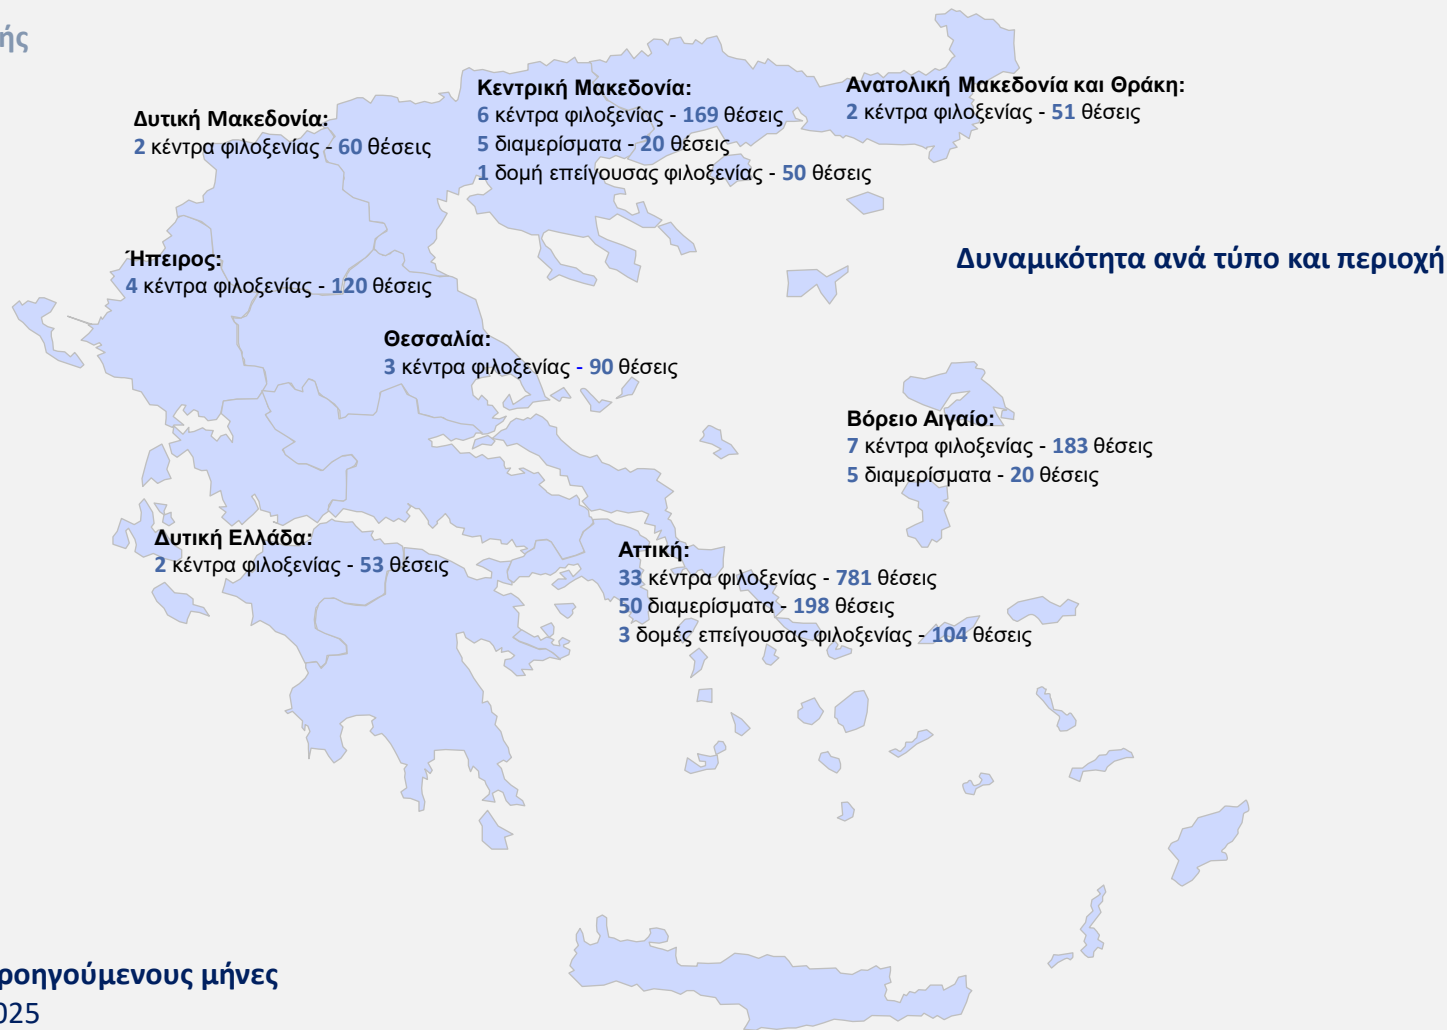 ής
Κεντρική Μακεδονία:
6 κέντρα φιλοξενίας - 169 θέσεις
5 διαμερίσματα - 20 θέσεις
1 δομή επείγουσας φιλοξενίας - 50 θέσεις
Ανατολική Μακεδονία και Θράκη:
2 κέντρα φιλοξενίας - 51 θέσεις
Δυτική Μακεδονία:
2 κέντρα φιλοξενίας - 60 θέσεις
Ήπειρος:
4 κέντρα φιλοξενίας - 120 θέσεις
Δυναμικότητα ανά τύπο και περιοχή
Θεσσαλία:
3 κέντρα φιλοξενίας - 90 θέσεις
Βόρειο Αιγαίο:
7 κέντρα φιλοξενίας - 183 θέσεις
5 διαμερίσματα - 20 θέσεις
Δυτική Ελλάδα:
2 κέντρα φιλοξενίας - 53 θέσεις
Αττική:
33 κέντρα φιλοξενίας - 781 θέσεις
50 διαμερίσματα - 198 θέσεις
3 δομές επείγουσας φιλοξενίας - 104 θέσεις
ροηγούμενους μήνες
025